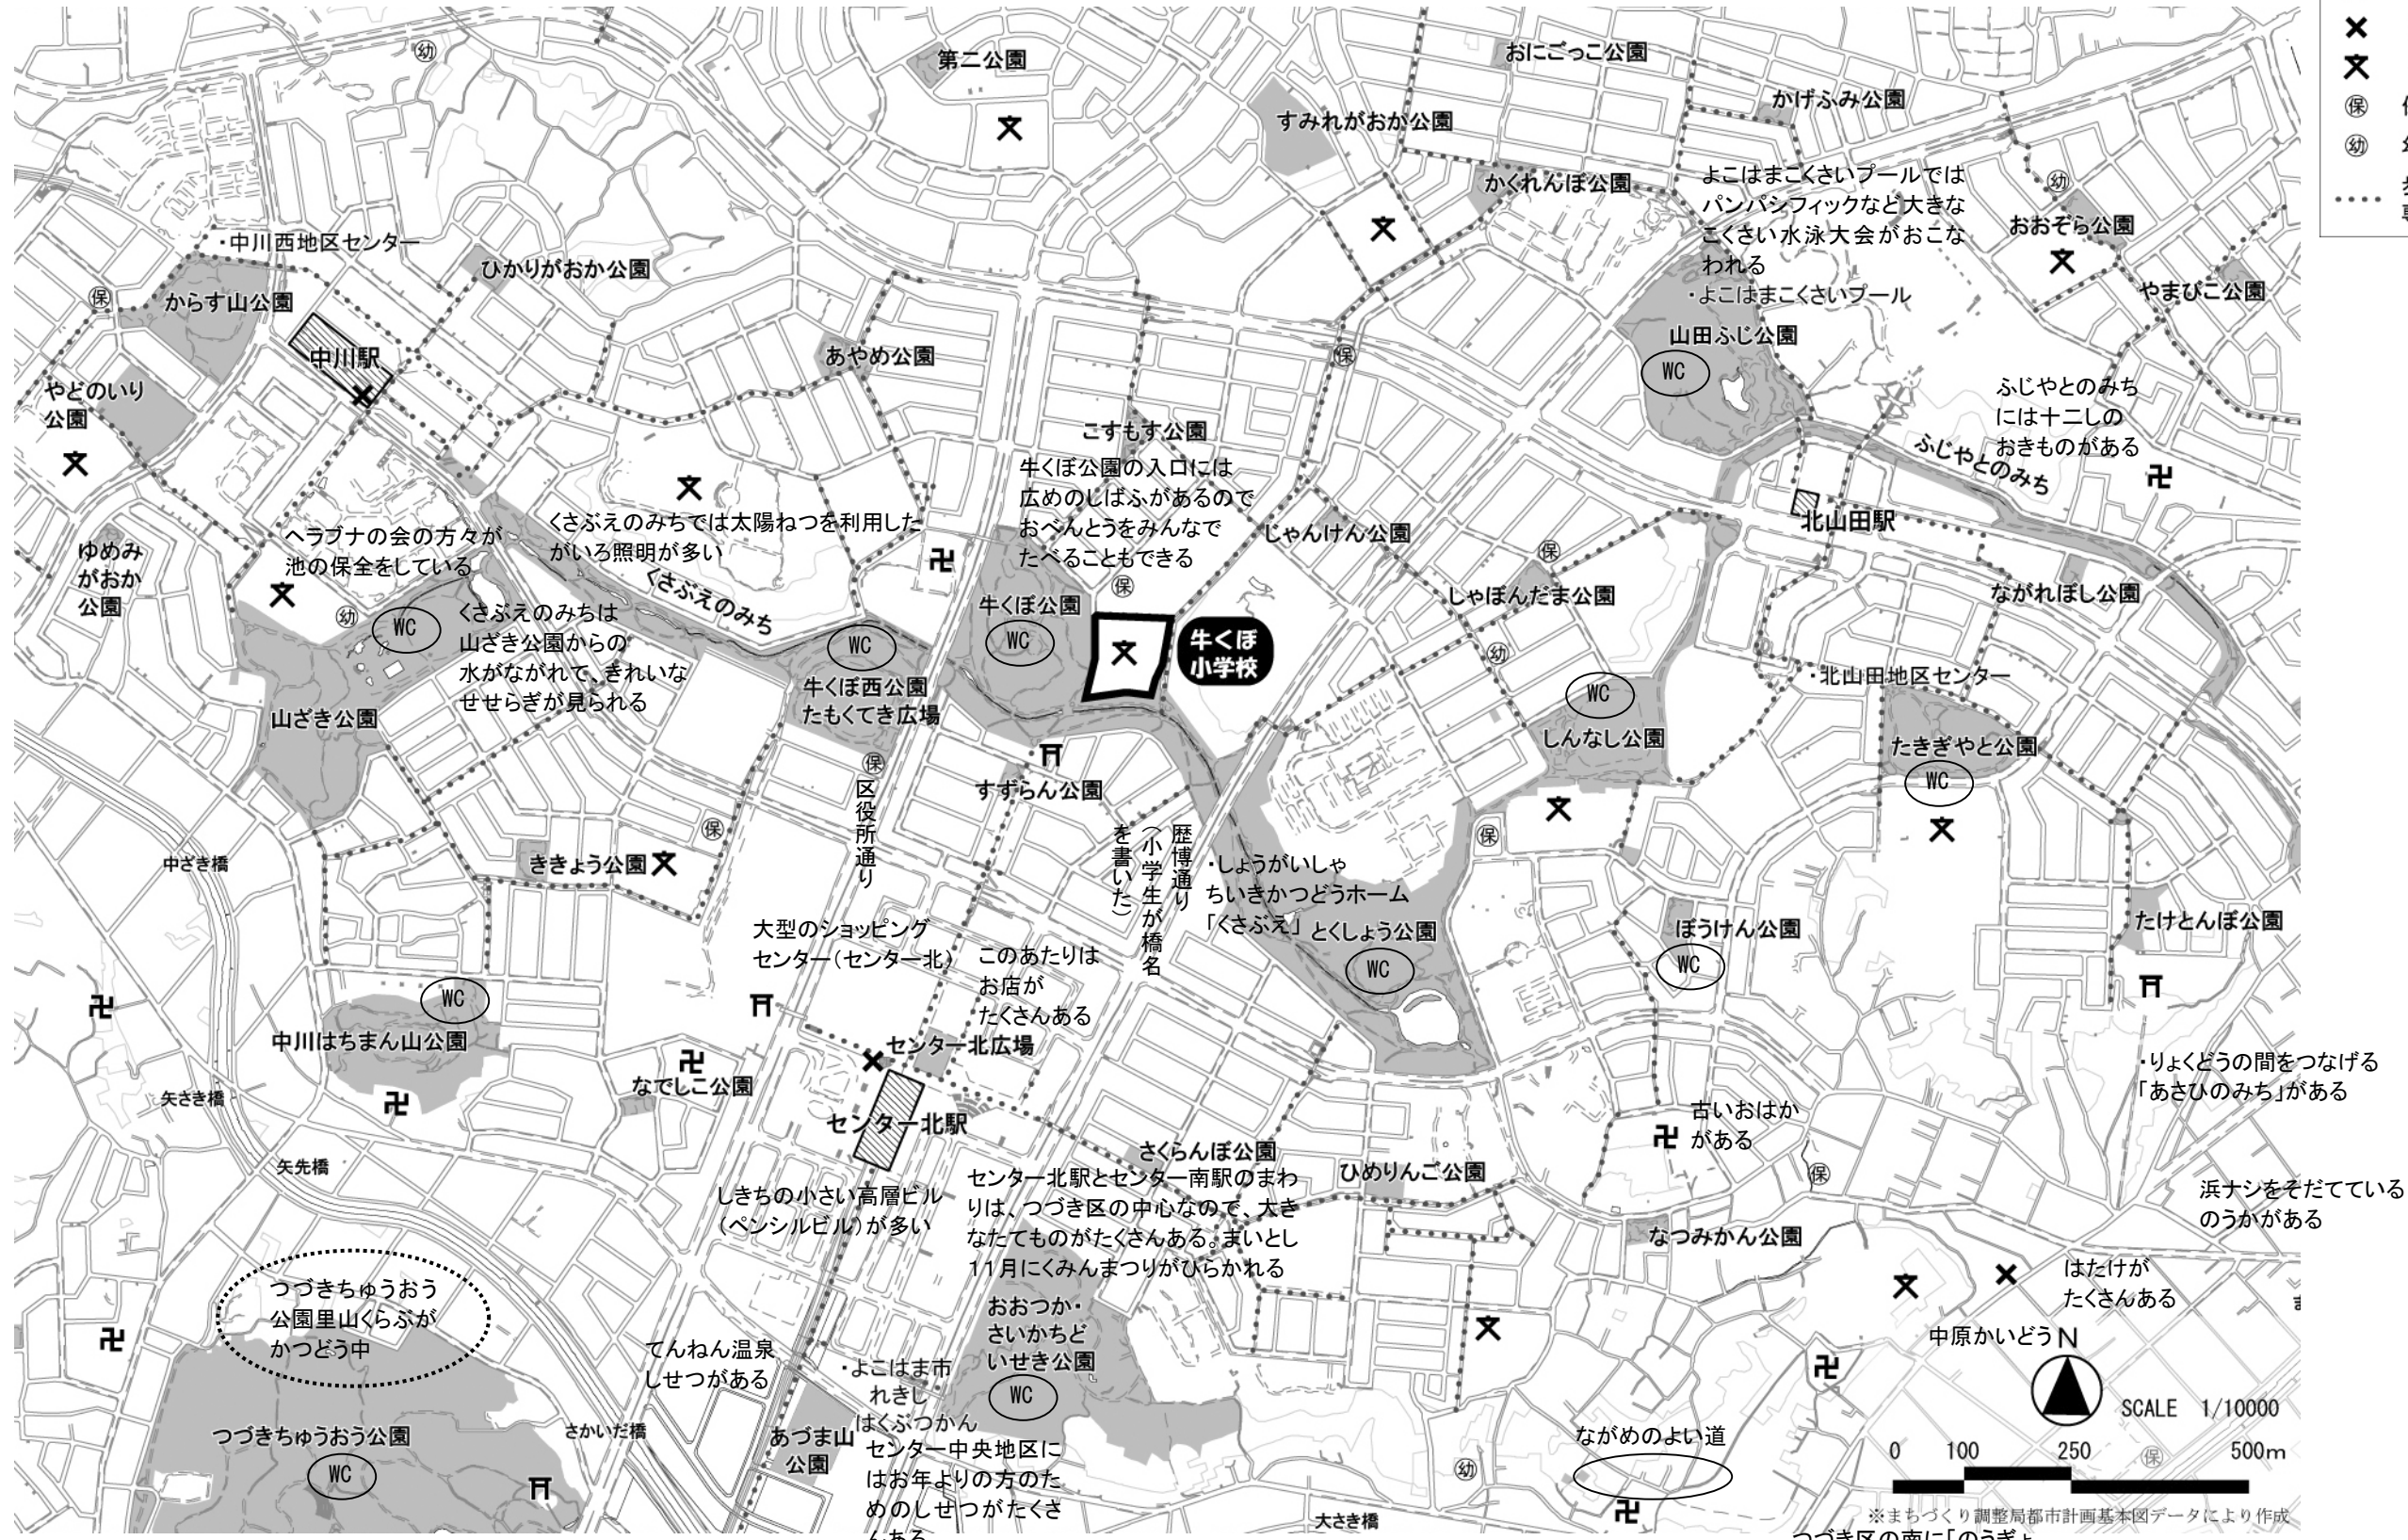 第二公園
おにごっこ公園
すみれがおか公園
かげふみ公園
幼
保
幼
かくれんぼ公園
よこはまこくさいプールでは
パンパシフィックなど大きな
こくさい水泳大会がおこな
われる
・よこはまこくさいプール
幼
おおぞら公園
やまびこ公園
・中川西地区センター
ひかりがおか公園
保
からす山公園
中川駅
やどのいり
公園
あやめ公園
保
山田ふじ公園
WC
ふじやとのみち
には十二しの
おきものがある
ふじやとのみち
こすもす公園
牛くぼ公園の入口には
広めのしばふがあるので
おべんとうをみんなで
たべることもできる
じゃんけん公園
北山田駅
ゆめみ
がおか
公園
ヘラブナの会の方々が
池の保全をしている
くさぶえのみちでは太陽ねつを利用した
がいろ照明が多い
くさぶえのみち
幼
WC
くさぶえのみちは
山ざき公園からの
水がながれて、きれいな
せせらぎが見られる
山ざき公園
WC
牛くぼ西公園
たもくてき広場
牛くぼ公園
WC
保
牛くぼ
小学校
保
しゃぼんだま公園
幼
ながれぼし公園
・北山田地区センター
WC
しんなし公園
たきぎやと公園
WC
保
区役所通り
すずらん公園
保
中ざき橋
ききょう公園
歴博通り
(小学生が橋名
を書いた)
・しょうがいしゃ
ちいきかつどうホーム
「くさぶえ」
とくしょう公園
WC
保
ぼうけん公園
WC
たけとんぼ公園
大型のショッピング
センター(センター北)
このあたりは
お店が
たくさんある
WC
中川はちまん山公園
なでしこ公園
センター北広場
センター北駅
矢さき橋
・りょくどうの間をつなげる
「あさひのみち」がある
古いおはか
がある
さくらんぼ公園
ひめりんご公園
矢先橋
しきちの小さい高層ビル
(ペンシルビル)が多い
センター北駅とセンター南駅のまわ
りは、つづき区の中心なので、大き
なたてものがたくさんある。まいとし
11月にくみんまつりがひらかれる
保
浜ナシをそだてている
のうかがある
なつみかん公園
はたけが
たくさんある
つづきちゅうおう
公園里山くらぶが
かつどう中
おおつか・
さいかちど
いせき公園
WC
てんねん温泉
しせつがある
・よこはま市
れきし
はくぶつかん
中原かいどう
N
SCALE 1/10000
0 100 250 500m
つづきちゅうおう公園
WC
さかいだ橋
あづま山
公園
センター中央地区に
はお年よりの方のた
めのしせつがたくさ
んある
ながめのよい道
幼
保
大さき橋
※まちづくり調整局都市計画基本図データにより作成
つづき区の南に「のうぎょ